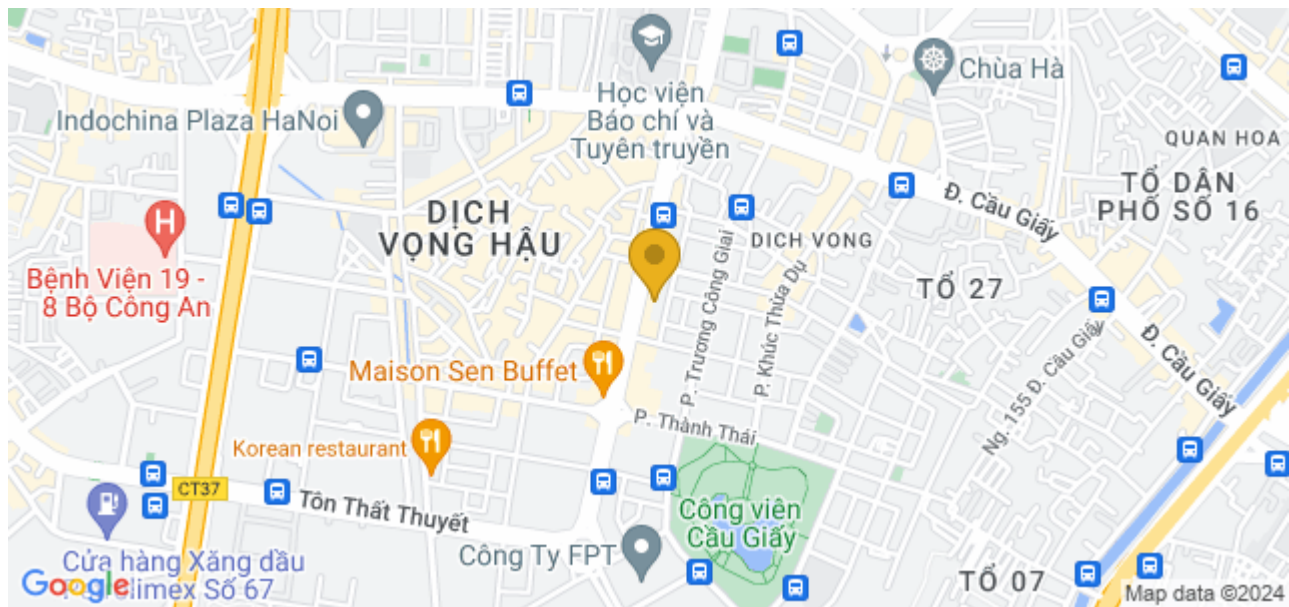 Học viện
Báo chí và
Tuyên truyền
Chùa Hà
Indochina Plaza HaNoi
QUAN HOA
TỔ DÂN
PHỐ SỐ 16
DỊCH
VỌNG HẬU
Đ. Cầu Giấy
DICH VONG
H
Bệnh Viện 19 -
8 Bộ Công An
TỔ 27
P. Trương Công Giai
P. Khúc Thừa Dụ
Đ. Cầu Giấy
Maison Sen Buffet
P. Thành Thái
Ng. 155 Đ. Cầu Giấy
Korean restaurant
CT37
Tôn Thất Thuyết
Công viên
Cầu Giấy
Công Ty FPT
Cửa hàng Xăng dầu
limex Số 67
TỔ 07
Google
Map data ©2024